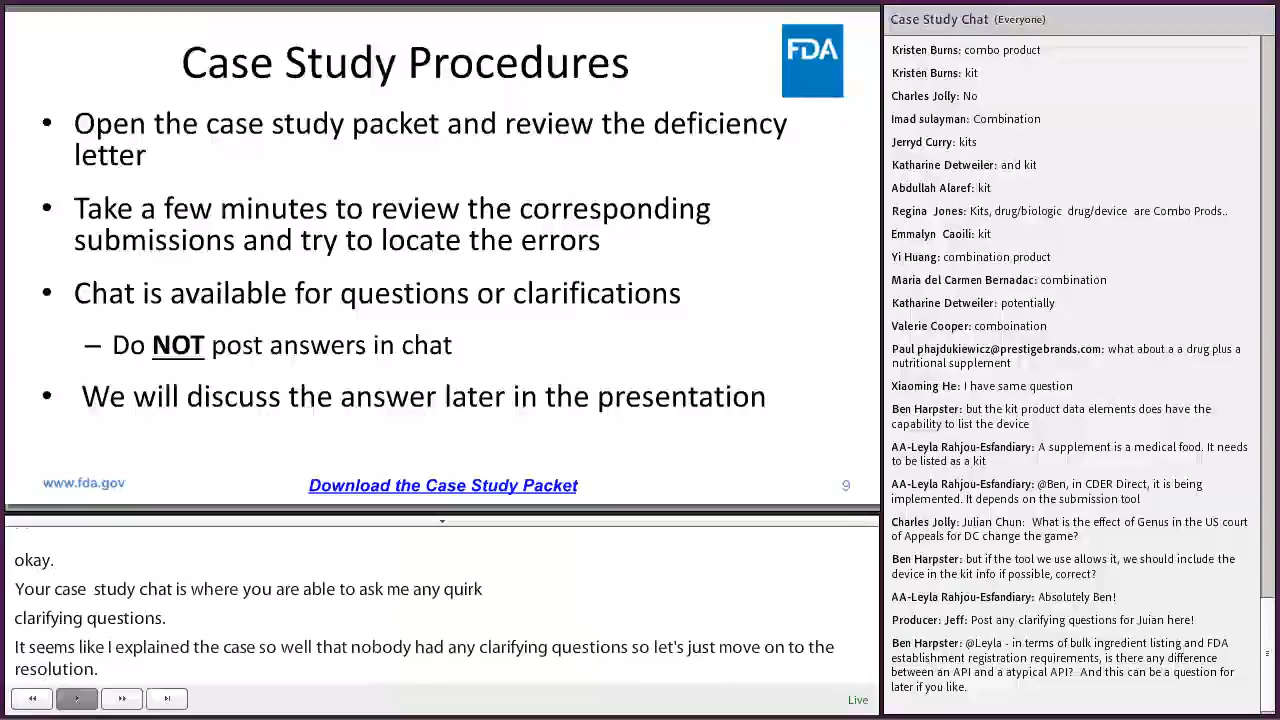 Case Study Procedures
FDA
• Open the case study packet and review the deficiency
letter
• Take a few minutes to review the corresponding
submissions and try to locate the errors
• Chat is available for questions or clarifications
– Do NOT post answers in chat
• We will discuss the answer later in the presentation
www.fda.gov
Download the Case Study Packet
9
okay.
Your case study chat is where you are able to ask me any quirk
clarifying questions.
It seems like I explained the case so well that nobody had any clarifying questions so let's just move on to the
resolution.
Live
Case Study Chat (Everyone)
Kristen Burns: combo product
Kristen Burns: kit
Charles Jolly: No
Imad sulayman: Combination
Jerryd Curry: kits
Katharine Detweiler: and kit
Abdullah Alaref: kit
Regina Jones: Kits, drug/biologic drug/device are Combo Prods..
Emmalyn Caoili: kit
Yi Huang: combination product
Maria del Carmen Bernadac: combination
Katharine Detweiler: potentially
Valerie Cooper: comboination
Paul phajdukiewicz@prestigebrands.com: what about a a drug plus a
nutritional supplement
Xiaoming He: I have same question
Ben Harpster: but the kit product data elements does have the
capability to list the device
AA-Leyla Rahjou-Esfandiary: A supplement is a medical food. It needs
to be listed as a kit
AA-Leyla Rahjou-Esfandiary: @Ben, in CDER Direct, it is being
implemented. It depends on the submission tool
Charles Jolly: Julian Chun: What is the effect of Genus in the US court
of Appeals for DC change the game?
Ben Harpster: but if the tool we use allows it, we should include the
device in the kit info if possible, correct?
AA-Leyla Rahjou-Esfandiary: Absolutely Ben!
Producer: Jeff: Post any clarifying questions for Juian here!
Ben Harpster: @Leyla - in terms of bulk ingredient listing and FDA
establishment registration requirements, is there any difference
between an API and a atypical API? And this can be a question for
later if you like.